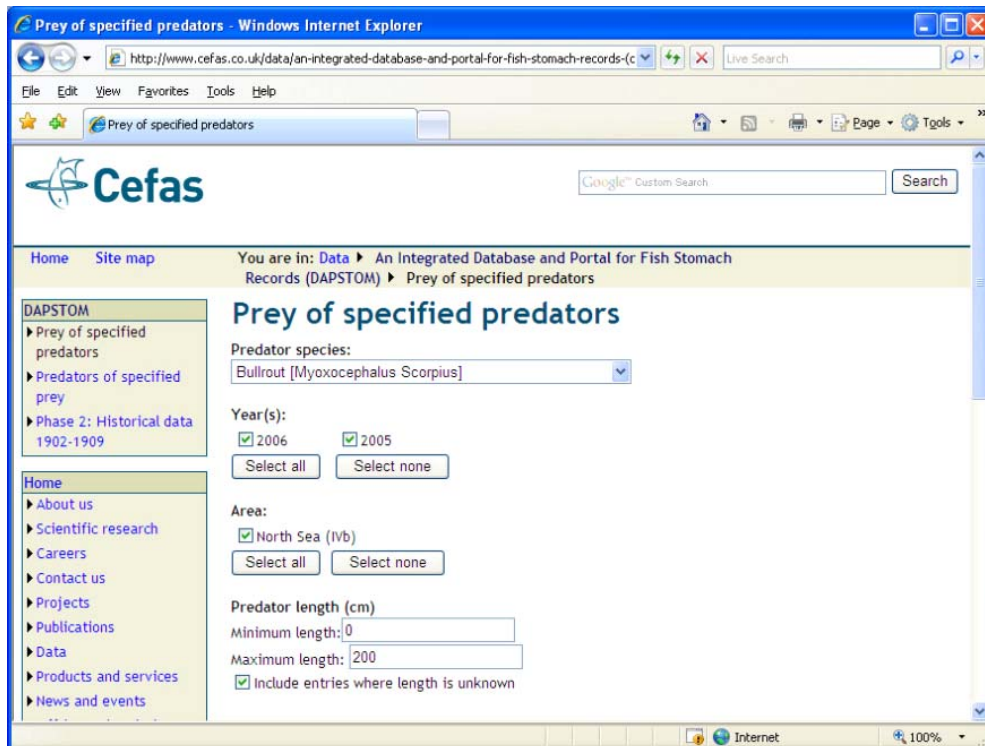 Prey of specified predators - Windows Internet Explorer
http://www.cefas.co.uk/data/an-integrated-database-and-portal-for-fish-stomach-records-(c
Live Search
File Edit View Favorites Tools Help
Prey of specified predators
Page Tools
Cefas
Google™ Custom Search
Search
Home Site map
You are in: Data An Integrated Database and Portal for Fish Stomach
Records (DAPSTOM) Prey of specified predators
DAPSTOM
Prey of specified
predators
Predators of specified
prey
Phase 2: Historical data
1902-1909
Home
About us
Scientific research
Careers
Contact us
Projects
Publications
Data
Products and services
News and events
Prey of specified predators
Predator species:
Bullrout [Myoxocephalus Scorpius]
Year(s):
2006 2005
Select all Select none
Area:
North Sea (IVb)
Select all Select none
Predator length (cm)
Minimum length: 0
Maximum length: 200
Include entries where length is unknown
Internet 100%